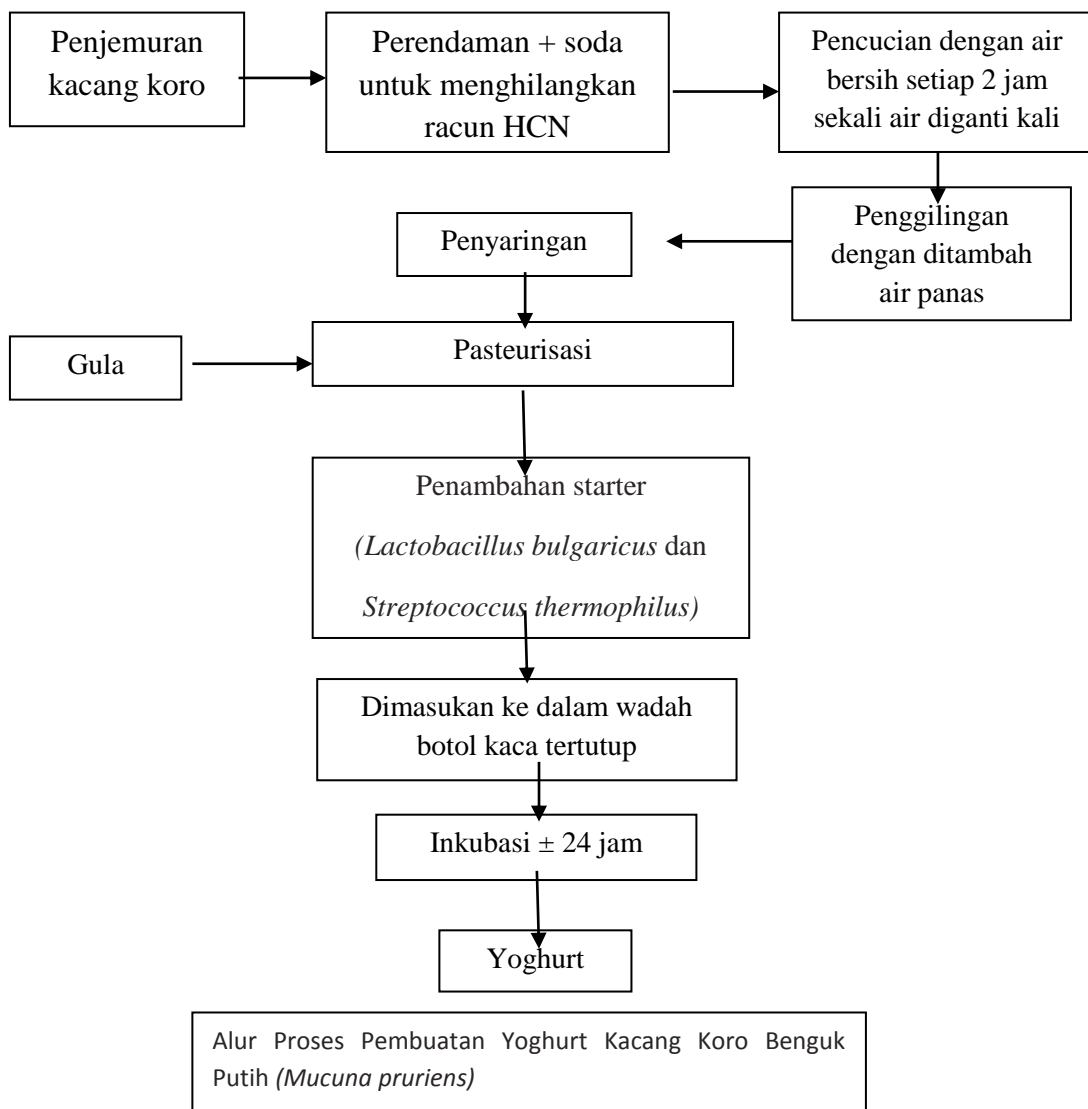 Penjemuran
kacang koro
Perendaman + soda
untuk menghilangkan
racun HCN
Pencucian dengan air
bersih setiap 2 jam
sekali air diganti kali
Penggilingan
dengan ditambah
air panas
Penyaringan
Gula
Pasteurisasi
Penambahan starter
(Lactobacillus bulgaricus dan
Streptococcus thermophilus)
Dimasukan ke dalam wadah
botol kaca tertutup
Inkubasi ± 24 jam
Yoghurt
Alur Proses Pembuatan Yoghurt Kacang Koro Benguk
Putih (Mucuna pruriens)